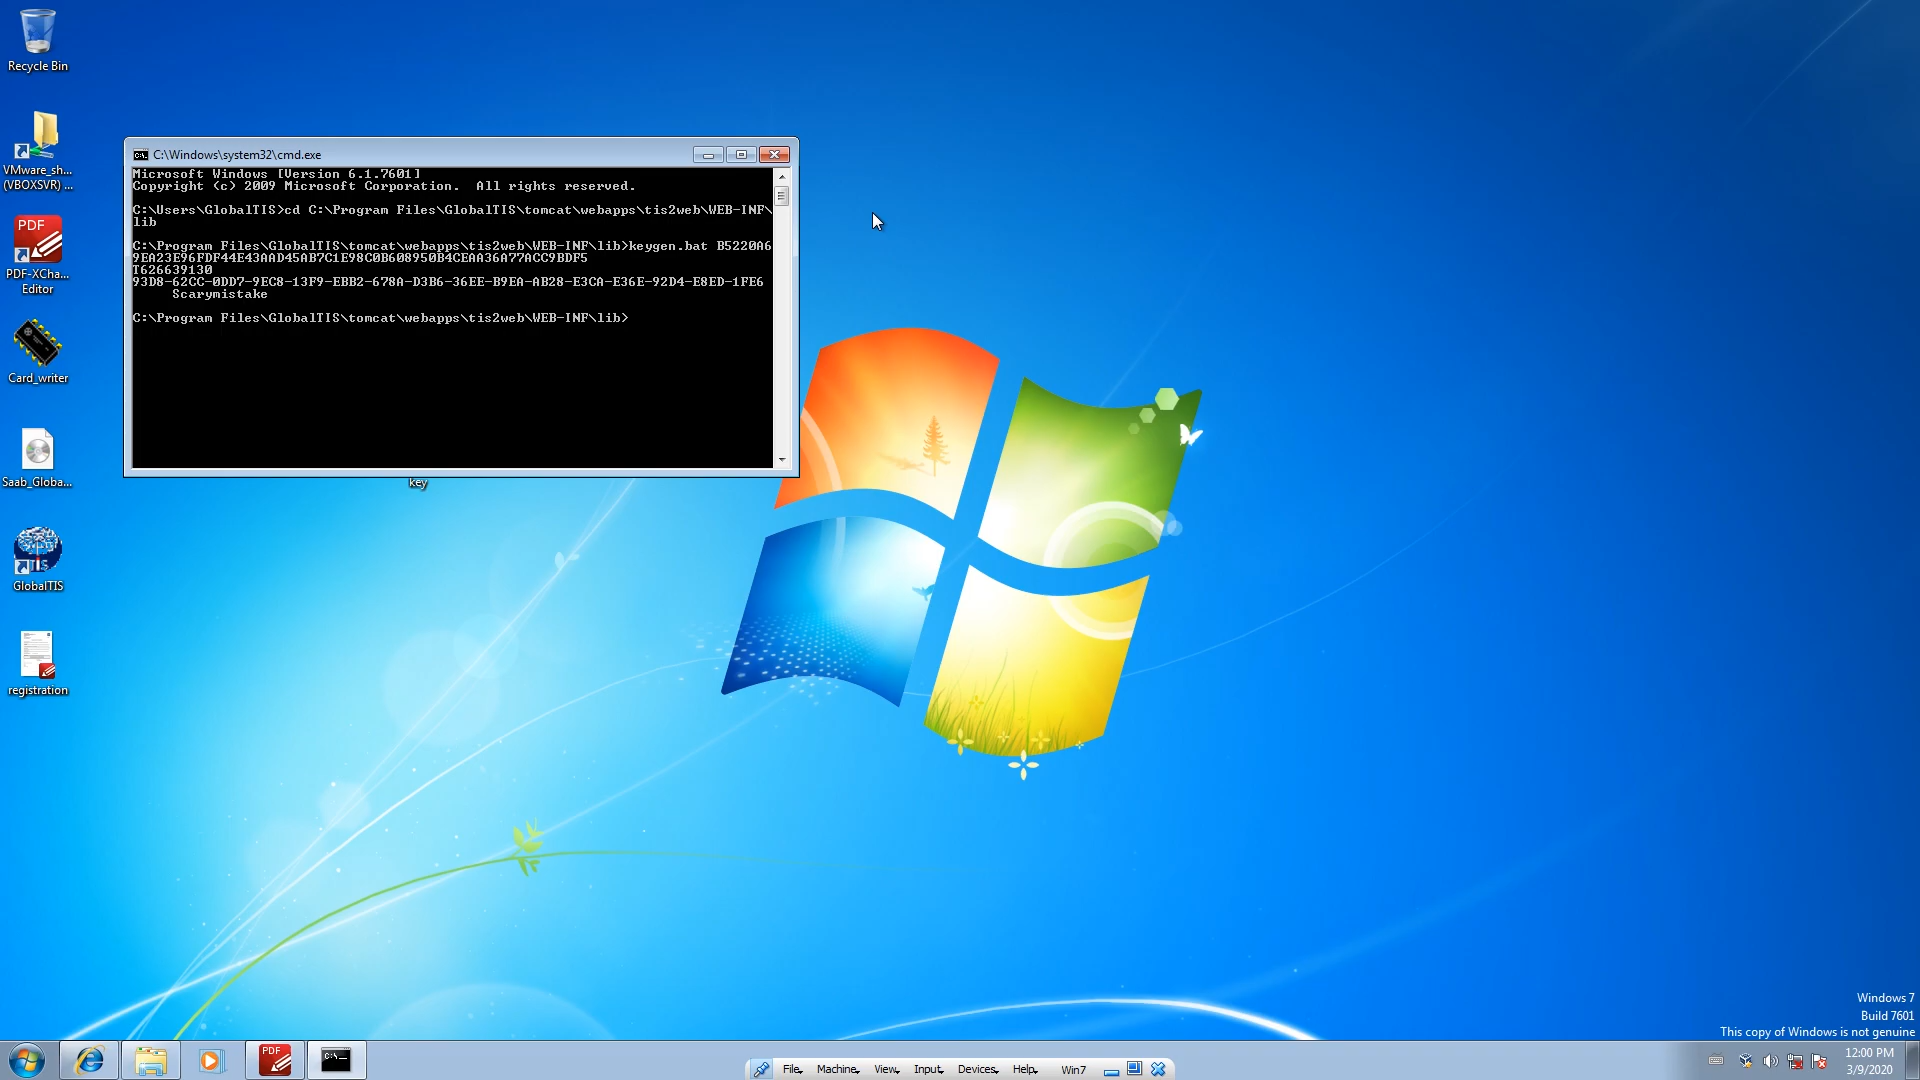 Recycle Bin
VMware_sh...
(VBOXSVR) ...
PDF
PDF-XCha...
Editor
Card_writer
Saab_Globa...
TIS
GlobalTIS
registration
C:\Windows\system32\cmd.exe
Microsoft Windows [Version 6.1.7601]
Copyright (c) 2009 Microsoft Corporation.  All rights reserved.
C:\Users\GlobalTIS>cd C:\Program Files\GlobalTIS\tomcat\webapps\tis2web\WEB-INF\
lib
C:\Program Files\GlobalTIS\tomcat\webapps\tis2web\WEB-INF\lib>keygen.bat B5220A6
9EA23E96FDF44E43AAD45AB7C1E98C0B608950B4CEAA36A77ACC9BDF5
T626639130
93D8-62CC-0DD7-9EC8-13F9-EBB2-678A-D3B6-36EE-B9EA-AB28-E3CA-E36E-92D4-E8ED-1FE6
Scarymistake
C:\Program Files\GlobalTIS\tomcat\webapps\tis2web\WEB-INF\lib>
key
Windows 7
Build 7601
This copy of Windows is not genuine
PDF
C:\_
File
Machine
View
Input
Devices
Help
Win7
12:00 PM
3/9/2020